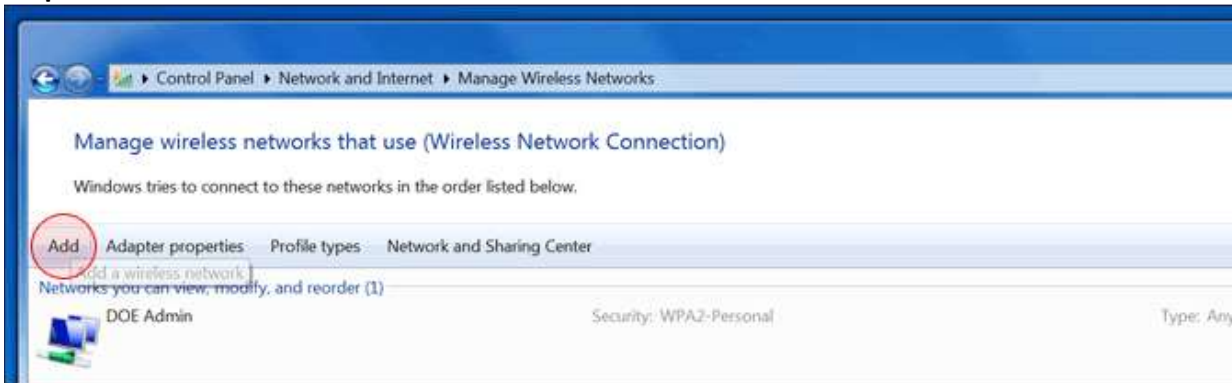 Control Panel ▸ Network and Internet ▸ Manage Wireless Networks
Manage wireless networks that use (Wireless Network Connection)
Windows tries to connect to these networks in the order listed below.
Add Adapter properties Profile types Network and Sharing Center
Add a wireless network
Networks you can view, modify, and reorder (1)
DOE Admin Security: WPA2-Personal Type: Any